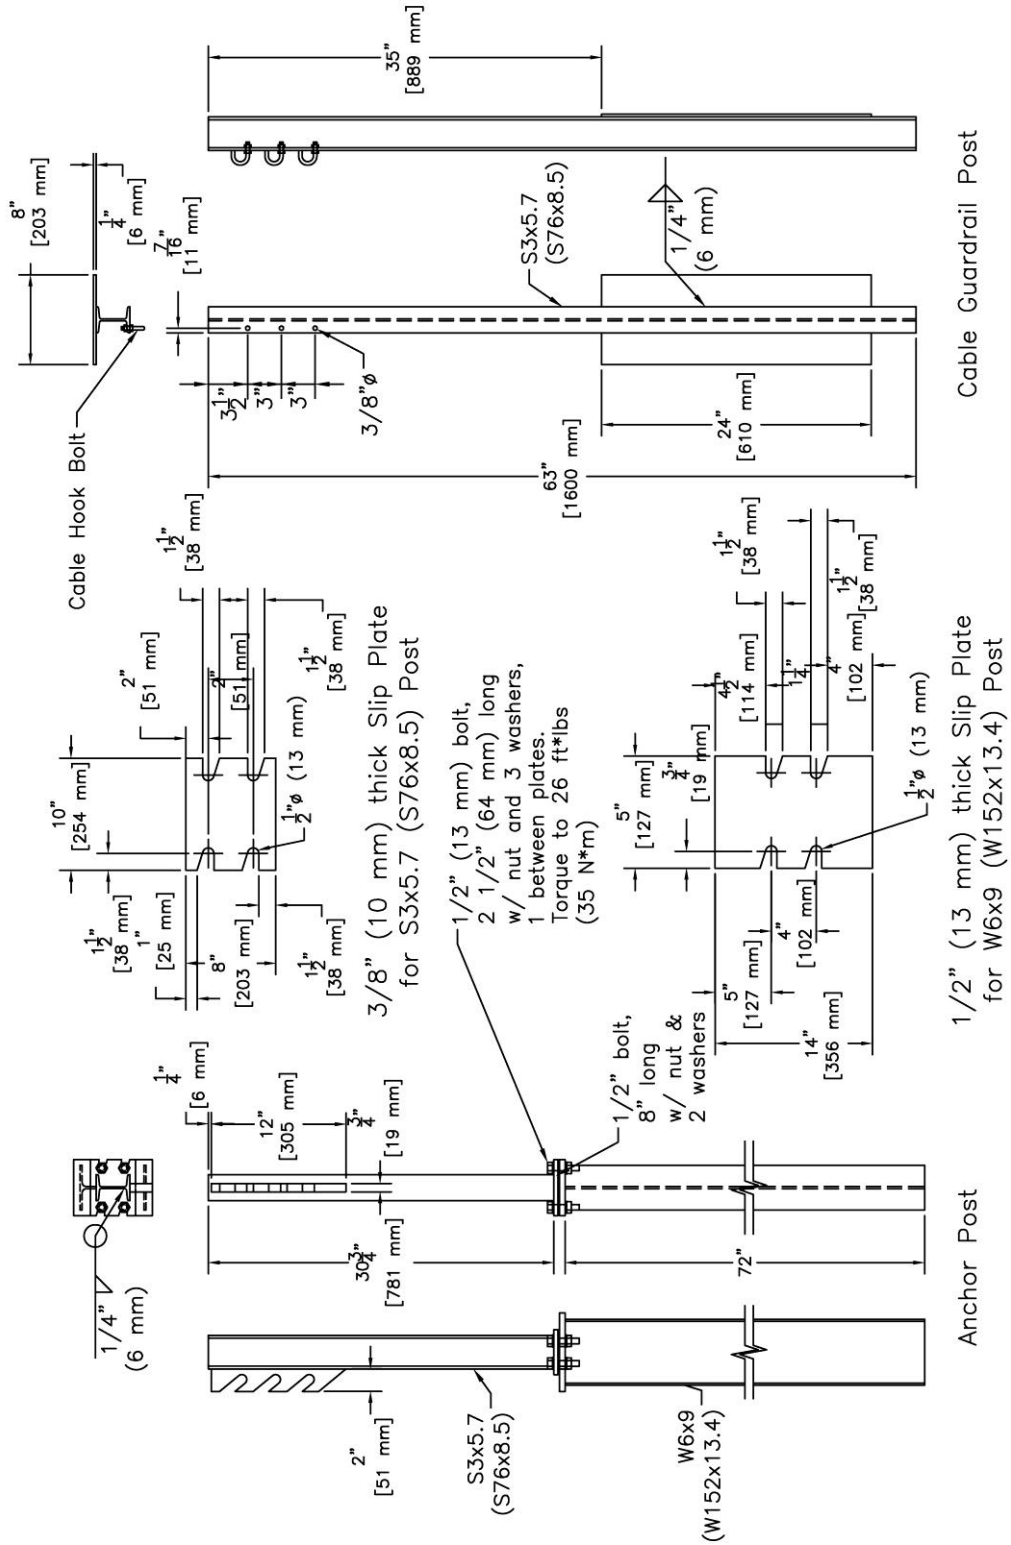 Cable Hook Bolt
8"
[203 mm]
1/4"
[6 mm]
7/16"
[11 mm]
35"
[889 mm]
3 1/2"
3"
3"
3/8"ø
S3x5.7
(S76x8.5)
1/4"
(6 mm)
63"
[1600 mm]
24"
[610 mm]
Cable Guardrail Post
10"
[254 mm]
2"
[51 mm]
1 1/2"
[38 mm]
1 1/2"
[38 mm]
1"
[25 mm]
8"
[203 mm]
2"
[51 mm]
1 1/2"
[38 mm]
1 1/2"
[38 mm]
1/2"ø (13 mm)
3/8" (10 mm) thick Slip Plate
for S3x5.7 (S76x8.5) Post
1/2" (13 mm) bolt,
2 1/2" (64 mm) long
w/ nut and 3 washers,
1 between plates.
Torque to 26 ft*lbs
(35 N*m)
5"
[127 mm]
3/4"
[19 mm]
4 1/2"
[114 mm]
1 1/2"
[38 mm]
4"
[102 mm]
1 1/2"
[38 mm]
5"
[127 mm]
4"
[102 mm]
14"
[356 mm]
1/2"ø (13 mm)
1/2" (13 mm) thick Slip Plate
for W6x9 (W152x13.4) Post
1/4"
(6 mm)
1/4"
[6 mm]
12"
[305 mm]
3/4"
[19 mm]
30 3/4"
[781 mm]
2"
[51 mm]
S3x5.7
(S76x8.5)
1/2" bolt,
8" long
w/ nut &
2 washers
72"
W6x9
(W152x13.4)
Anchor Post